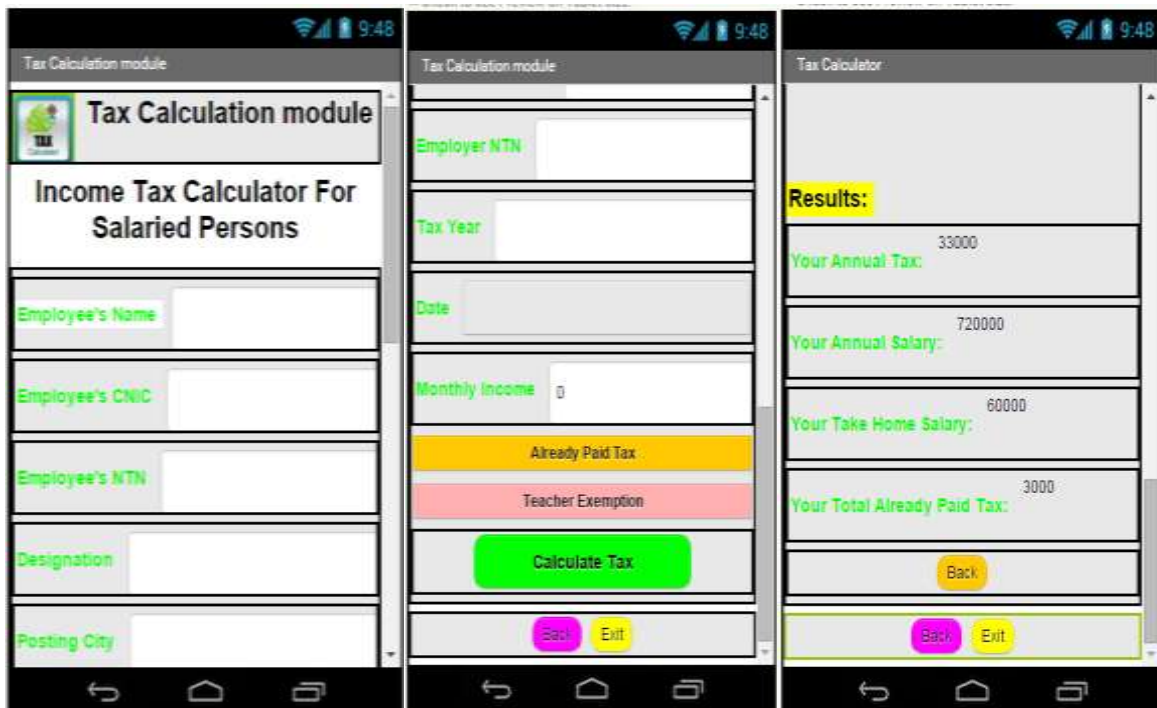 9:48
Tax Calculation module
TAX
Tax Calculation module
Income Tax Calculator For
Salaried Persons
Employee's Name
Employee's CNIC
Employee's NTN
Designation
Posting City
9:48
Tax Calculation module
Employer NTN
Tax Year
Date
Monthly Income 0
Already Paid Tax
Teacher Exemption
Calculate Tax
Back Exit
9:48
Tax Calculator
Results:
33000
Your Annual Tax:
720000
Your Annual Salary:
60000
Your Take Home Salary:
3000
Your Total Already Paid Tax:
Back
Back Exit